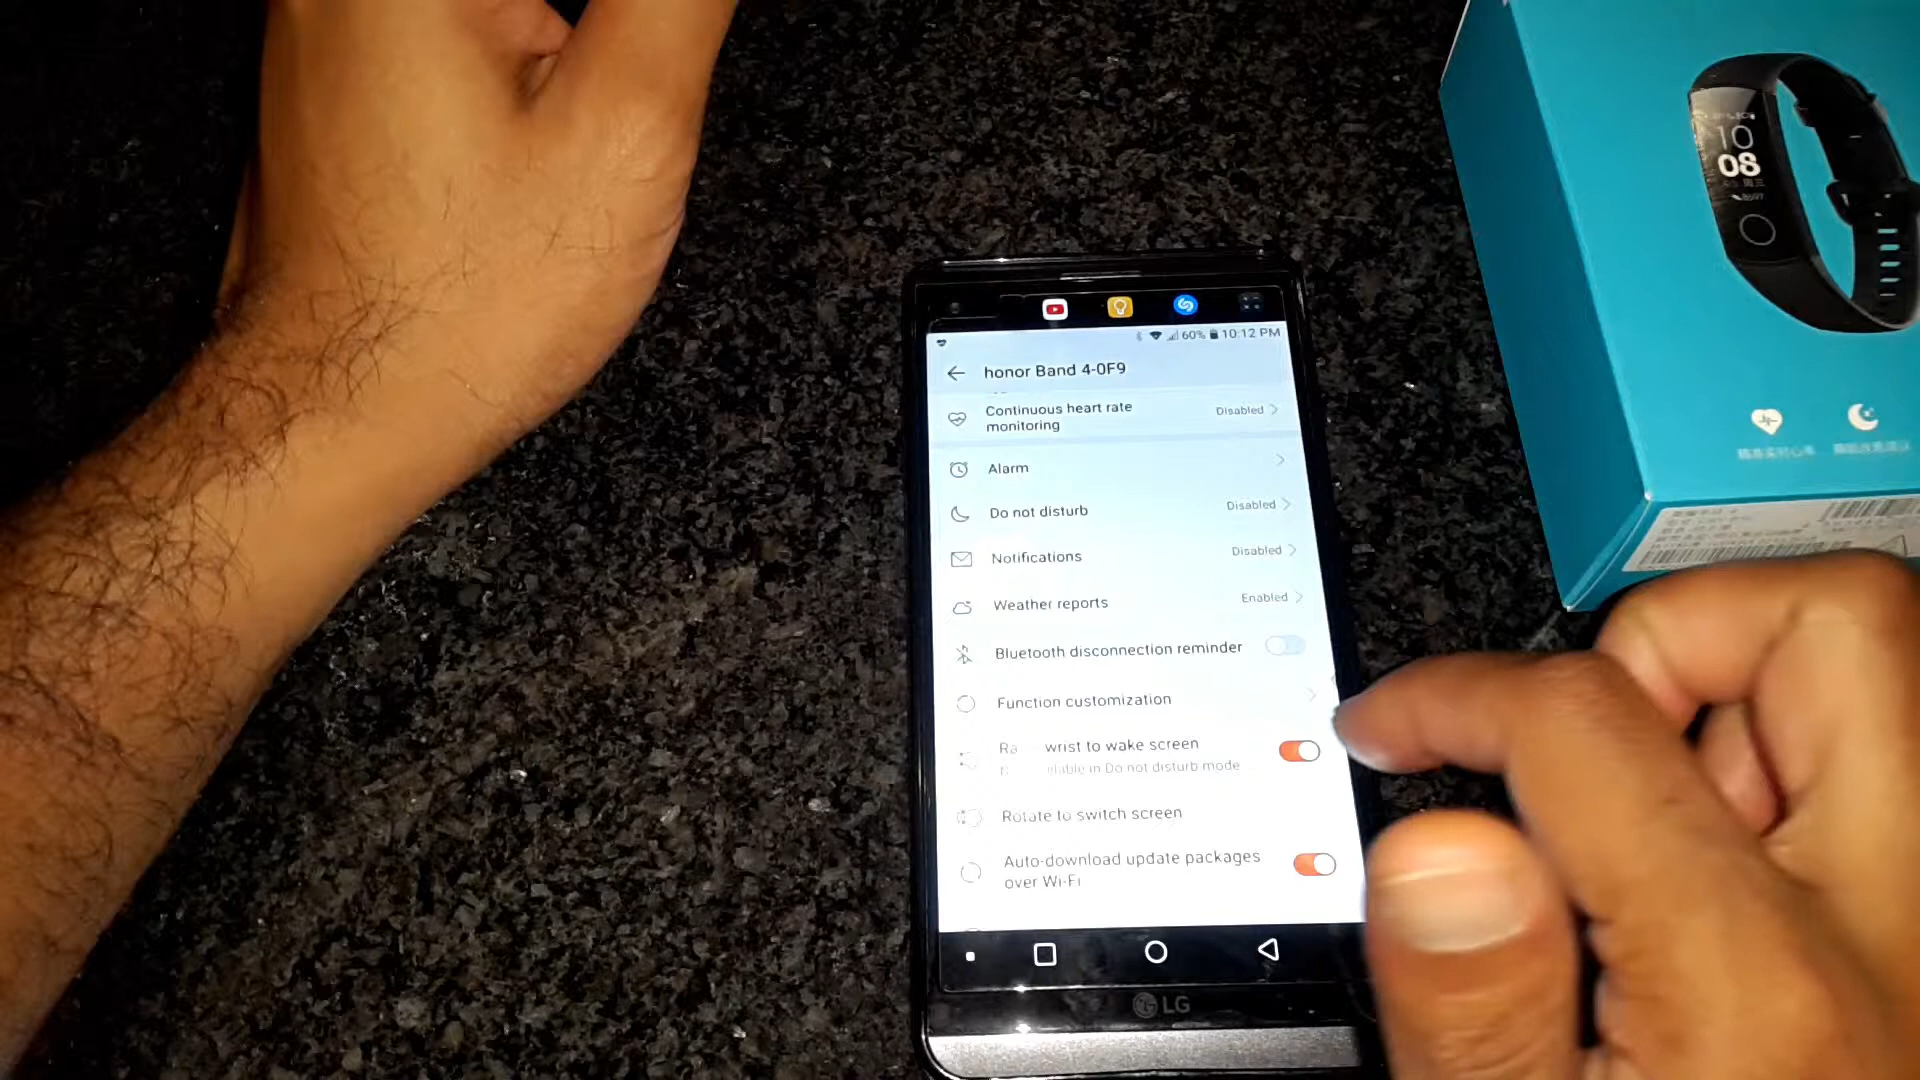 60% 10:12 PM
honor Band 4-0F9
Continuous heart rate
monitoring
Disabled
Alarm
Do not disturb
Disabled
Notifications
Disabled
Weather reports
Enabled
Bluetooth disconnection reminder
Function customization
Ra wrist to wake screen
in Do not disturb mode
Rotate to switch screen
Auto-download update packages
over Wi-Fi
LG
10
08